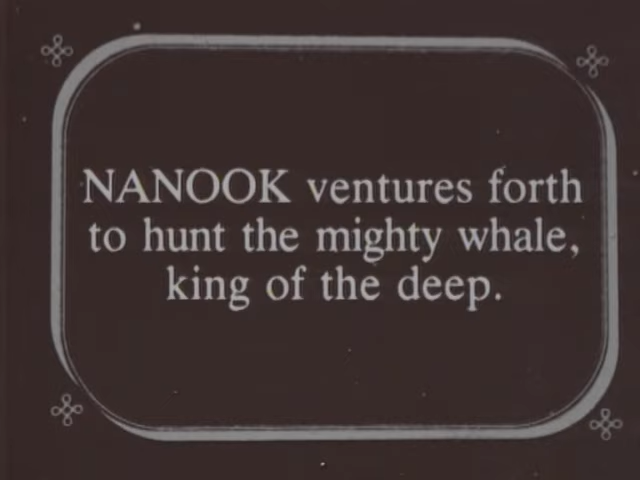 NANOOK ventures forth
to hunt the mighty whale,
king of the deep.